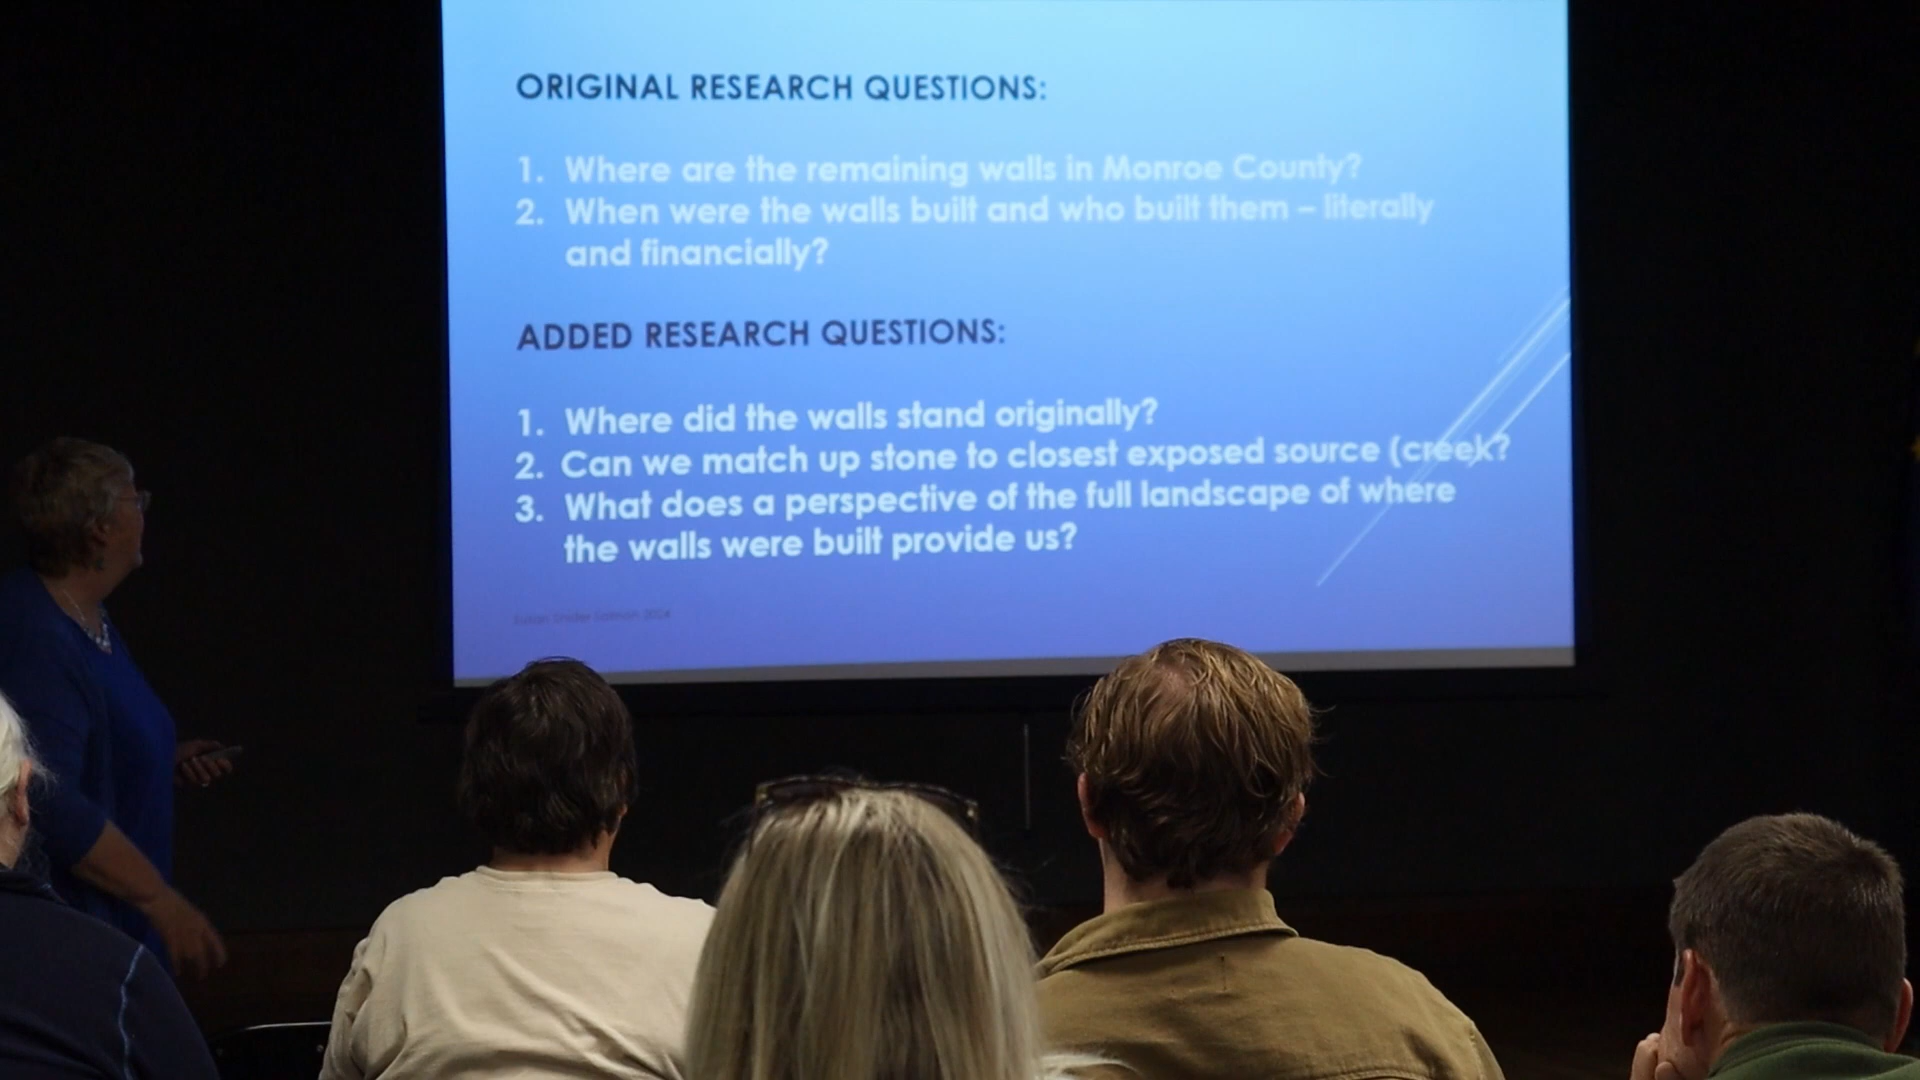 ORIGINAL RESEARCH QUESTIONS:
1. Where are the remaining walls in Monroe County?
2. When were the walls built and who built them – literally
and financially?
ADDED RESEARCH QUESTIONS:
1. Where did the walls stand originally?
2. Can we match up stone to closest exposed source (creek?
3. What does a perspective of the full landscape of where
the walls were built provide us?
2024